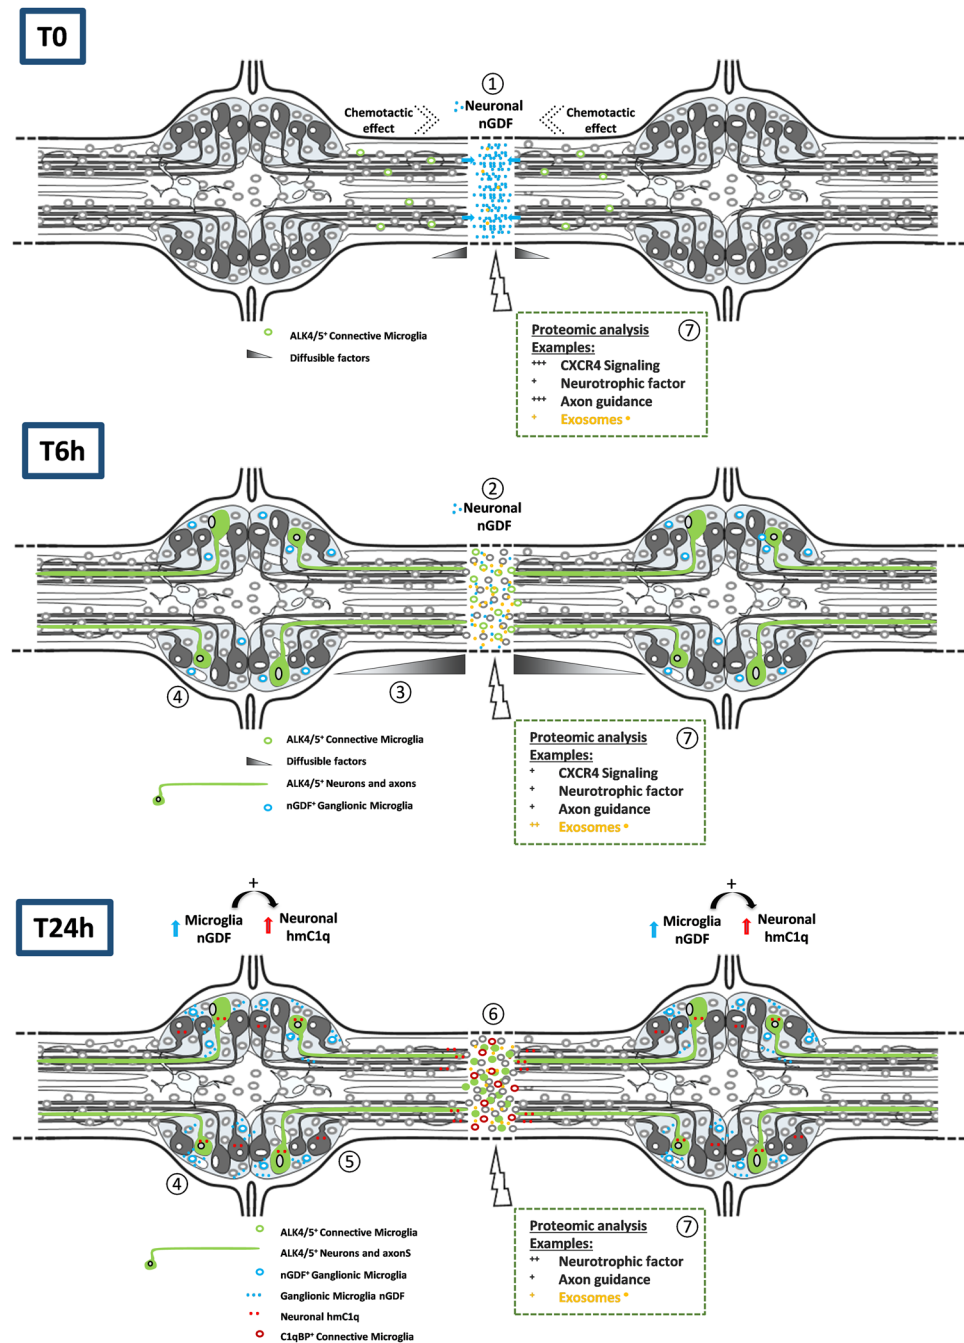 T0
①
Neuronal
nGDF
Chemotactic
effect
Chemotactic
effect
ALK4/5⁺ Connective Microglia
Diffusible factors
Proteomic analysis ⑦
Examples:
+++ CXCR4 Signaling
+ Neurotrophic factor
+++ Axon guidance
+ Exosomes
T6h
②
Neuronal
nGDF
③
④
ALK4/5⁺ Connective Microglia
Diffusible factors
ALK4/5⁺ Neurons and axons
nGDF⁺ Ganglionic Microglia
Proteomic analysis ⑦
Examples:
+ CXCR4 Signaling
+ Neurotrophic factor
+ Axon guidance
++ Exosomes
T24h
+
Microglia
nGDF
Neuronal
hmC1q
+
Microglia
nGDF
Neuronal
hmC1q
⑥
④
⑤
ALK4/5⁺ Connective Microglia
ALK4/5⁺ Neurons and axonS
nGDF⁺ Ganglionic Microglia
Ganglionic Microglia nGDF
Neuronal hmC1q
C1qBP⁺ Connective Microglia
Proteomic analysis ⑦
Examples:
++ Neurotrophic factor
+ Axon guidance
+ Exosomes